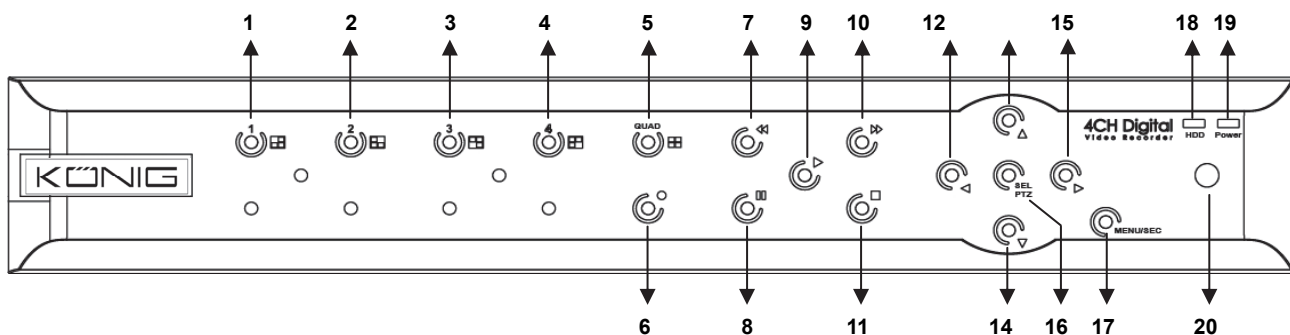 1 2 3 4 5 7 9 10 12 15 18 19
1 2 3 4 QUAD
4CH Digital
Video Recorder
HDD Power
KÖNIG
SEL
PTZ
MENU/SEC
6 8 11 14 16 17 20